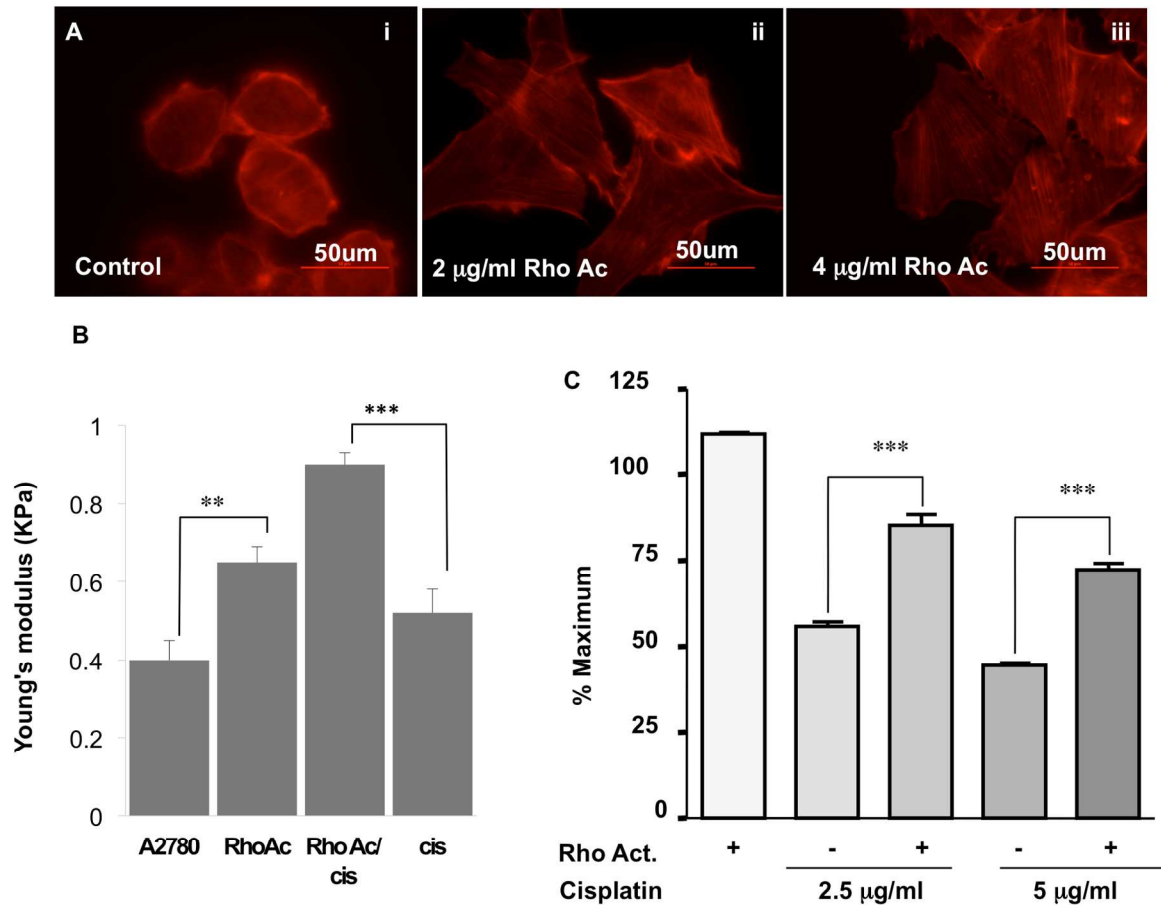 A
i
ii
iii
Control
50um
2 μg/ml Rho Ac
50um
4 μg/ml Rho Ac
50um
B
Young's modulus (KPa)
1
0.8
0.6
0.4
0.2
0
**
***
A2780
RhoAc
Rho Ac/
cis
cis
C
% Maximum
125
100
75
50
25
0
***
***
Rho Act. + - + - +
Cisplatin 2.5 μg/ml 5 μg/ml